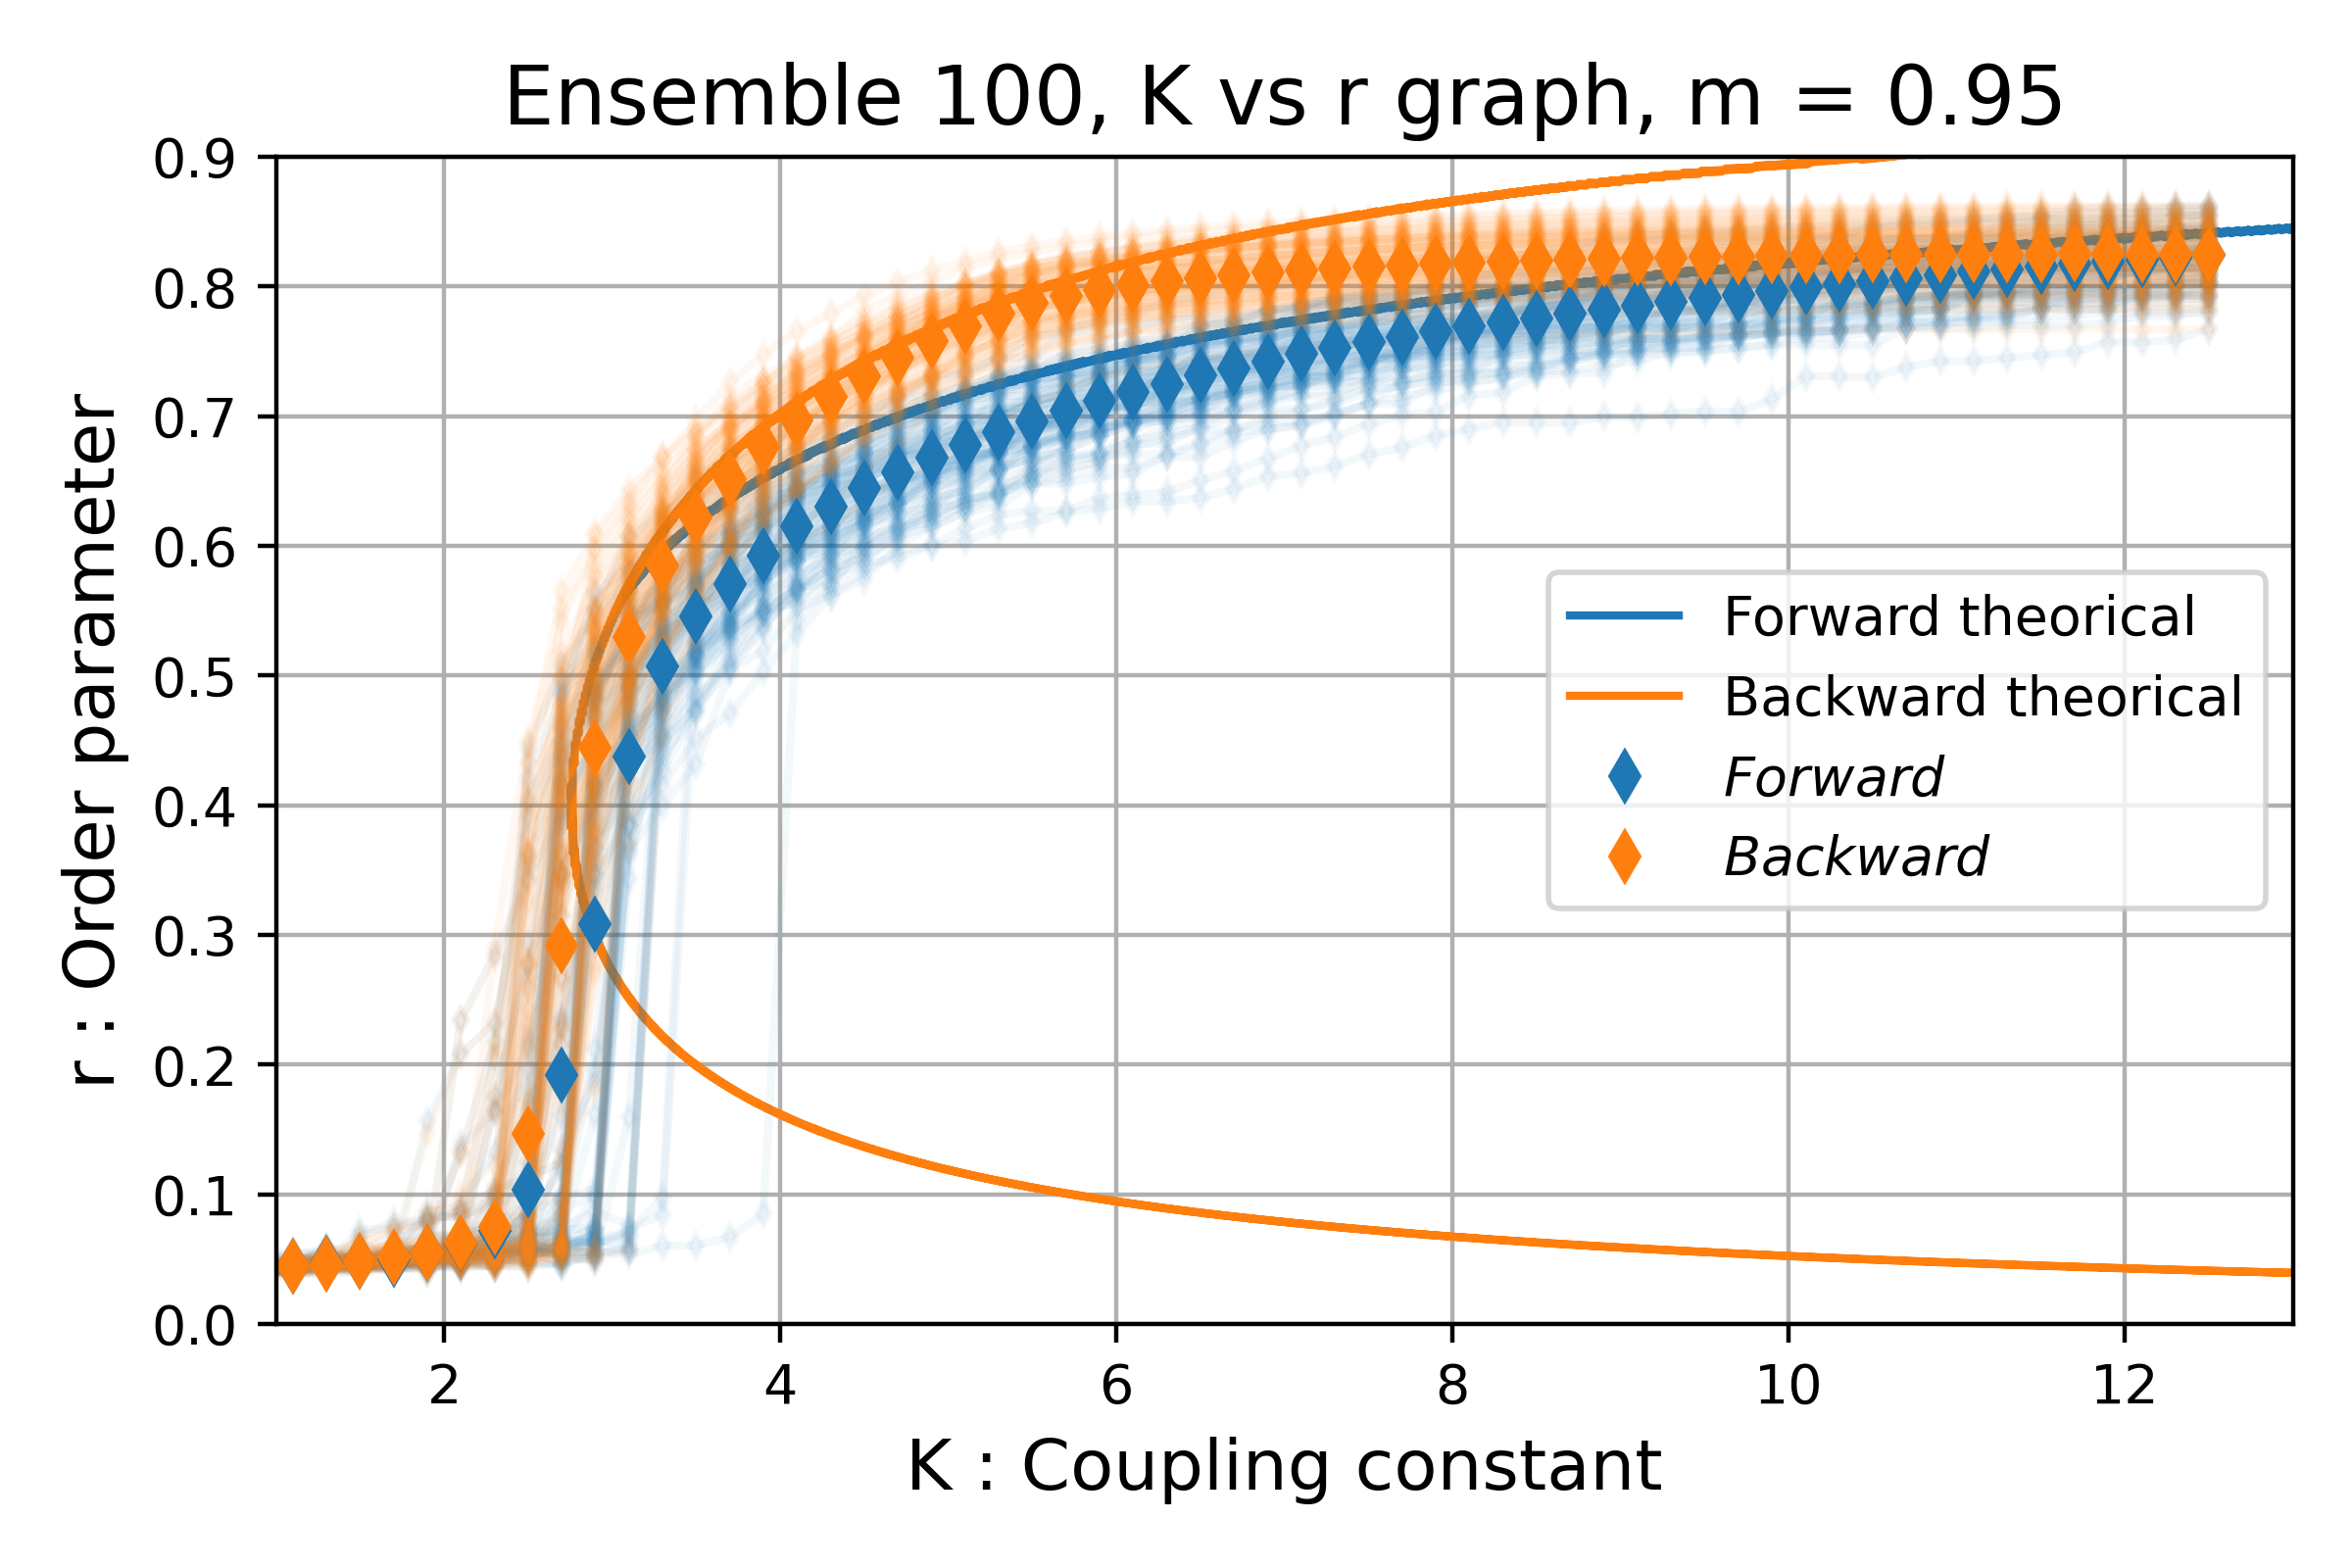 Ensemble 100, K vs r graph, m = 0.95
0.9
0.8
0.7
0.6
0.5
0.4
0.3
0.2
0.1
0.0
r : Order parameter
Forward theorical
Backward theorical
Forward
Backward
2 4 6 8 10 12
K : Coupling constant